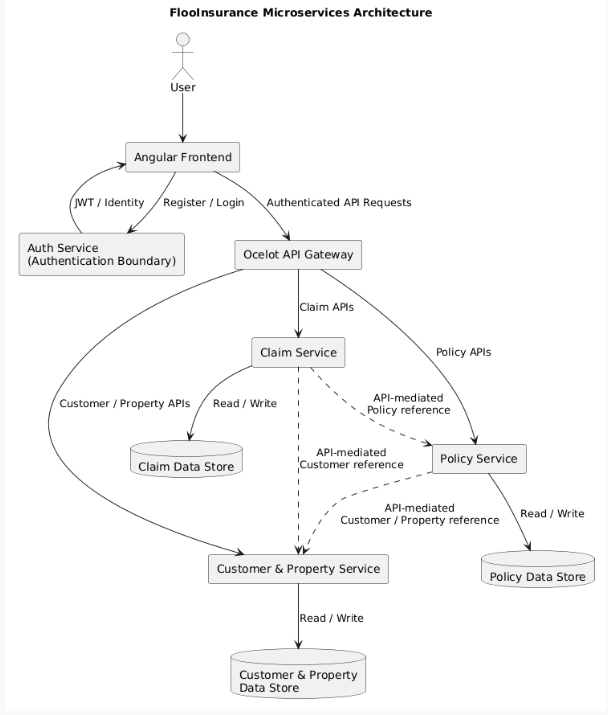 FlooInsurance Microservices Architecture
User
Angular Frontend
JWT / Identity
Register / Login
Authenticated API Requests
Auth Service
(Authentication Boundary)
Ocelot API Gateway
Claim APIs
Claim Service
Policy APIs
Customer / Property APIs
Read / Write
API-mediated
Policy reference
Claim Data Store
API-mediated
Customer reference
Policy Service
API-mediated
Customer / Property reference
Read / Write
Customer & Property Service
Policy Data Store
Read / Write
Customer & Property
Data Store